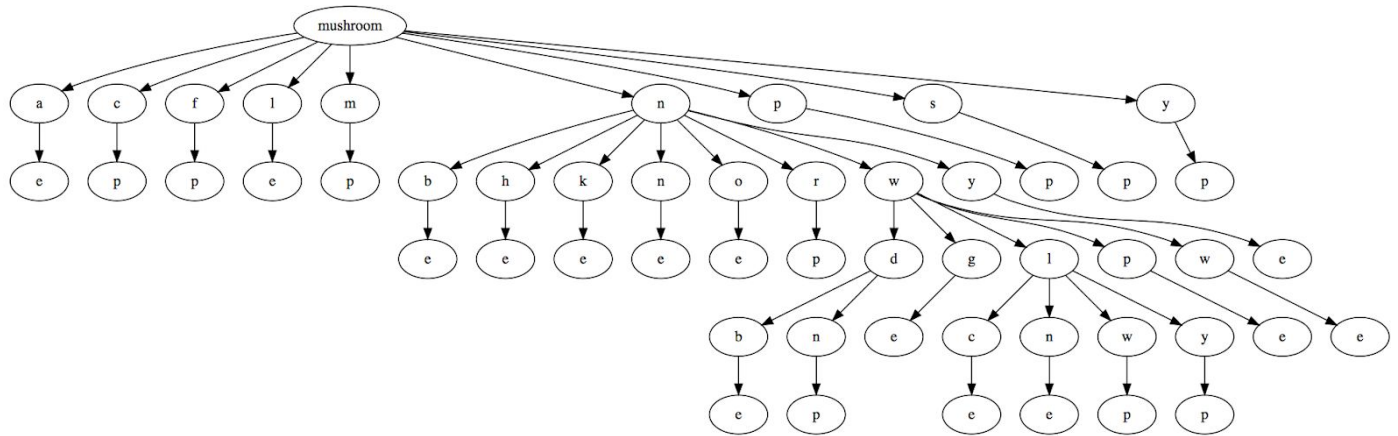 mushroom
a c f l m n p s y
e p p e p b h k n o r w y p p p
e e e e e p d g l p w e
b n e c n w y e e
e p e e p p